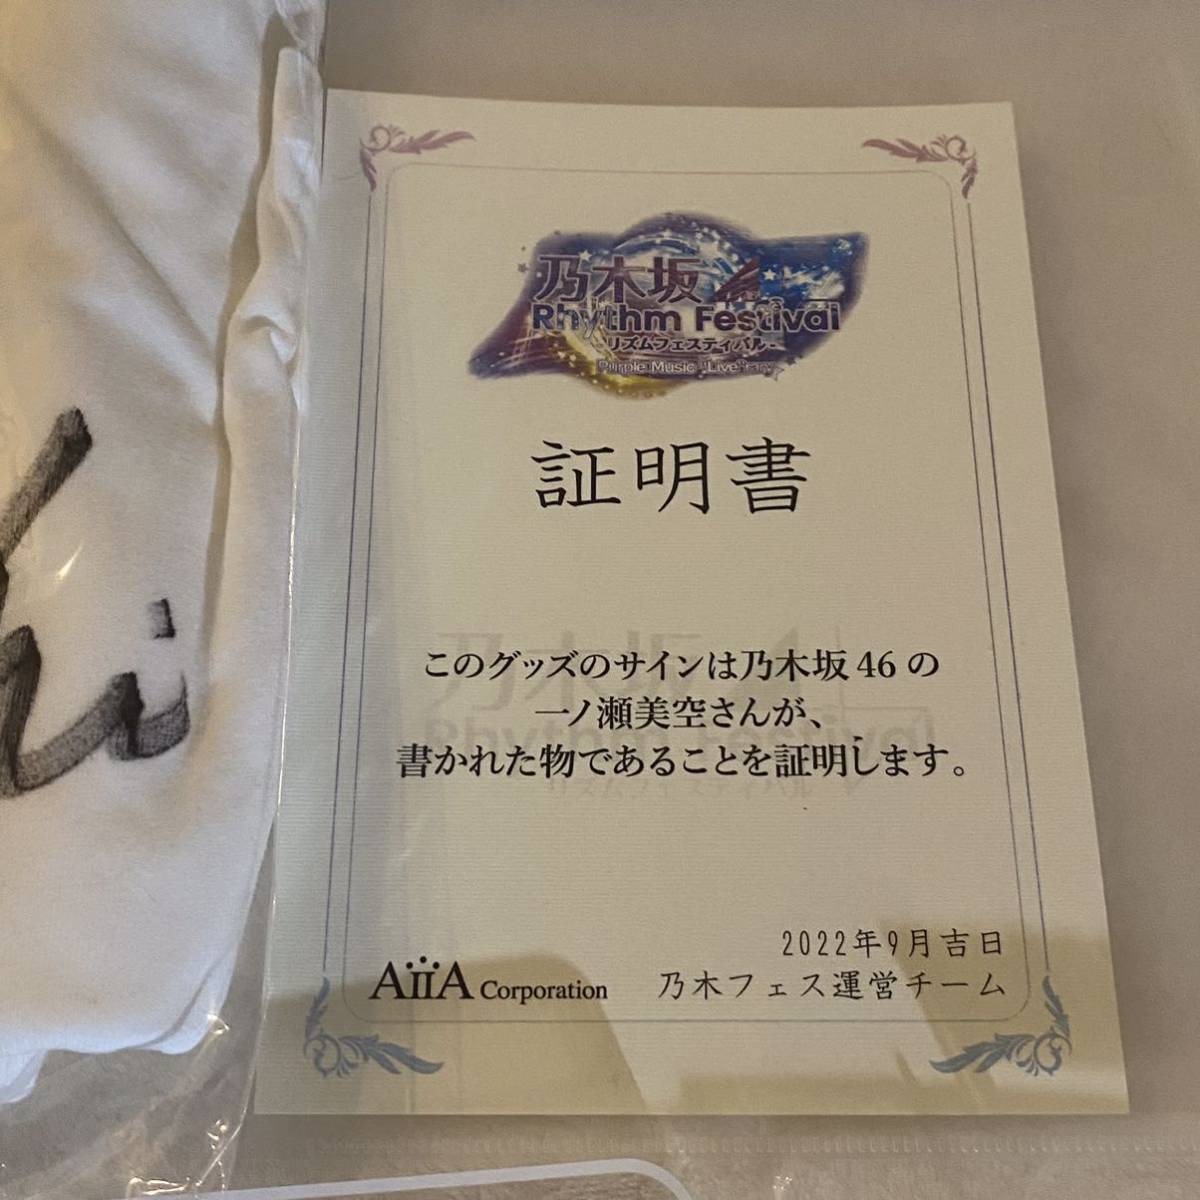 乃木坂
Rhythm Festival
-リズムフェスティバル-
Purple Music "Live"rary
証明書
このグッズのサインは乃木坂46の
一ノ瀬美空さんが、
書かれた物であることを証明します。
2022年9月吉日
AiiA Corporation
乃木フェス運営チーム